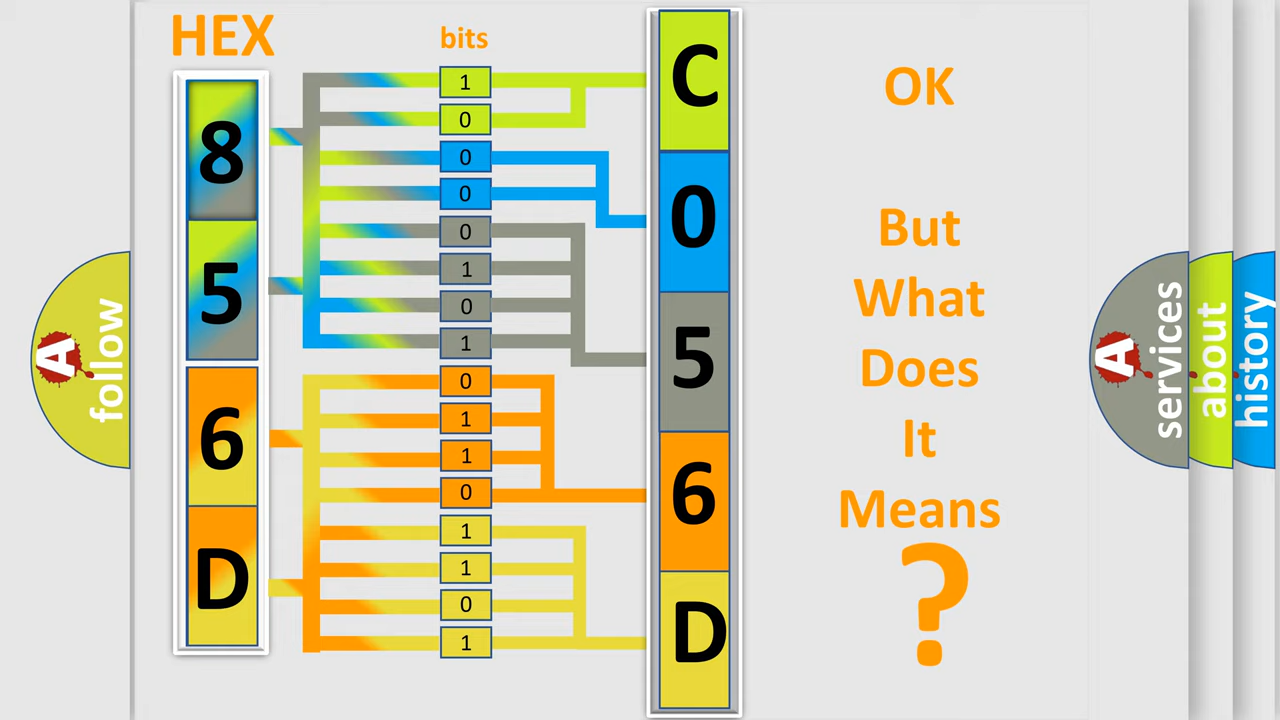 HEX
bits
8
5
6
D
1
0
0
0
0
1
0
1
0
1
1
0
1
1
0
1
C
0
5
6
D
OK
But
What
Does
It
Means
?
A
follow
A
services
about
history